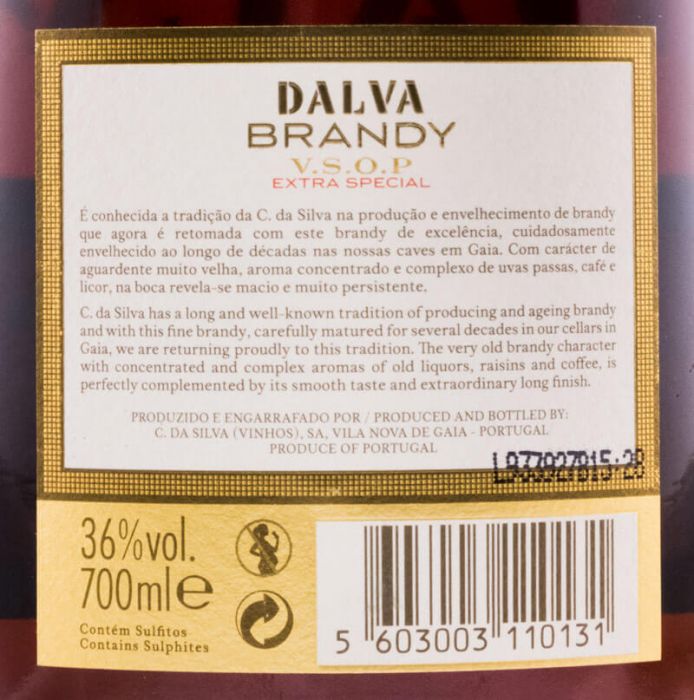 DALVA
BRANDY
V.S.O.P
EXTRA SPECIAL
É conhecida a tradição da C. da Silva na produção e envelhecimento de brandy
que agora é retomada com este brandy de excelência, cuidadosamente
envelhecido ao longo de décadas nas nossas caves em Gaia. Com carácter de
aguardente muito velha, aroma concentrado e complexo de uvas passas, café e
licor, na boca revela-se macio e muito persistente.
C. da Silva has a long and well-known tradition of producing and ageing brandy
and with this fine brandy, carefully matured for several decades in our cellars in
Gaia, we are returning proudly to this tradition. The very old brandy character
with concentrated and complex aromas of old liquors, raisins and coffee, is
perfectly complemented by its smooth taste and extraordinary long finish.
PRODUZIDO E ENGARRAFADO POR / PRODUCED AND BOTTLED BY:
C. DA SILVA (VINHOS), SA, VILA NOVA DE GAIA - PORTUGAL
PRODUCE OF PORTUGAL
36%vol.
700ml e
Contém Sulfitos
Contains Sulphites
5 603003 110131